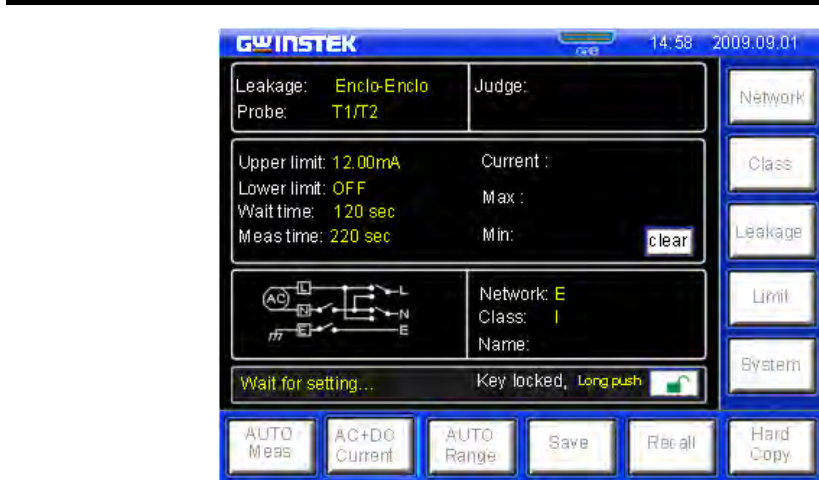 GWINSTEK 14:58 2009.09.01
Leakage: Enclo-Enclo
Probe: T1/T2
Judge:
Upper limit: 12.00mA
Lower limit: OFF
Wait time: 120 sec
Meas time: 220 sec
Current :
Max :
Min:
clear
AC L N E
L
N
E
Network: E
Class: I
Name:
Wait for setting...
Key locked, Long push
Network
Class
Leakage
Limit
System
AUTO
Meas
AC+DC
Current
AUTO
Range
Save
Recall
Hard
Copy